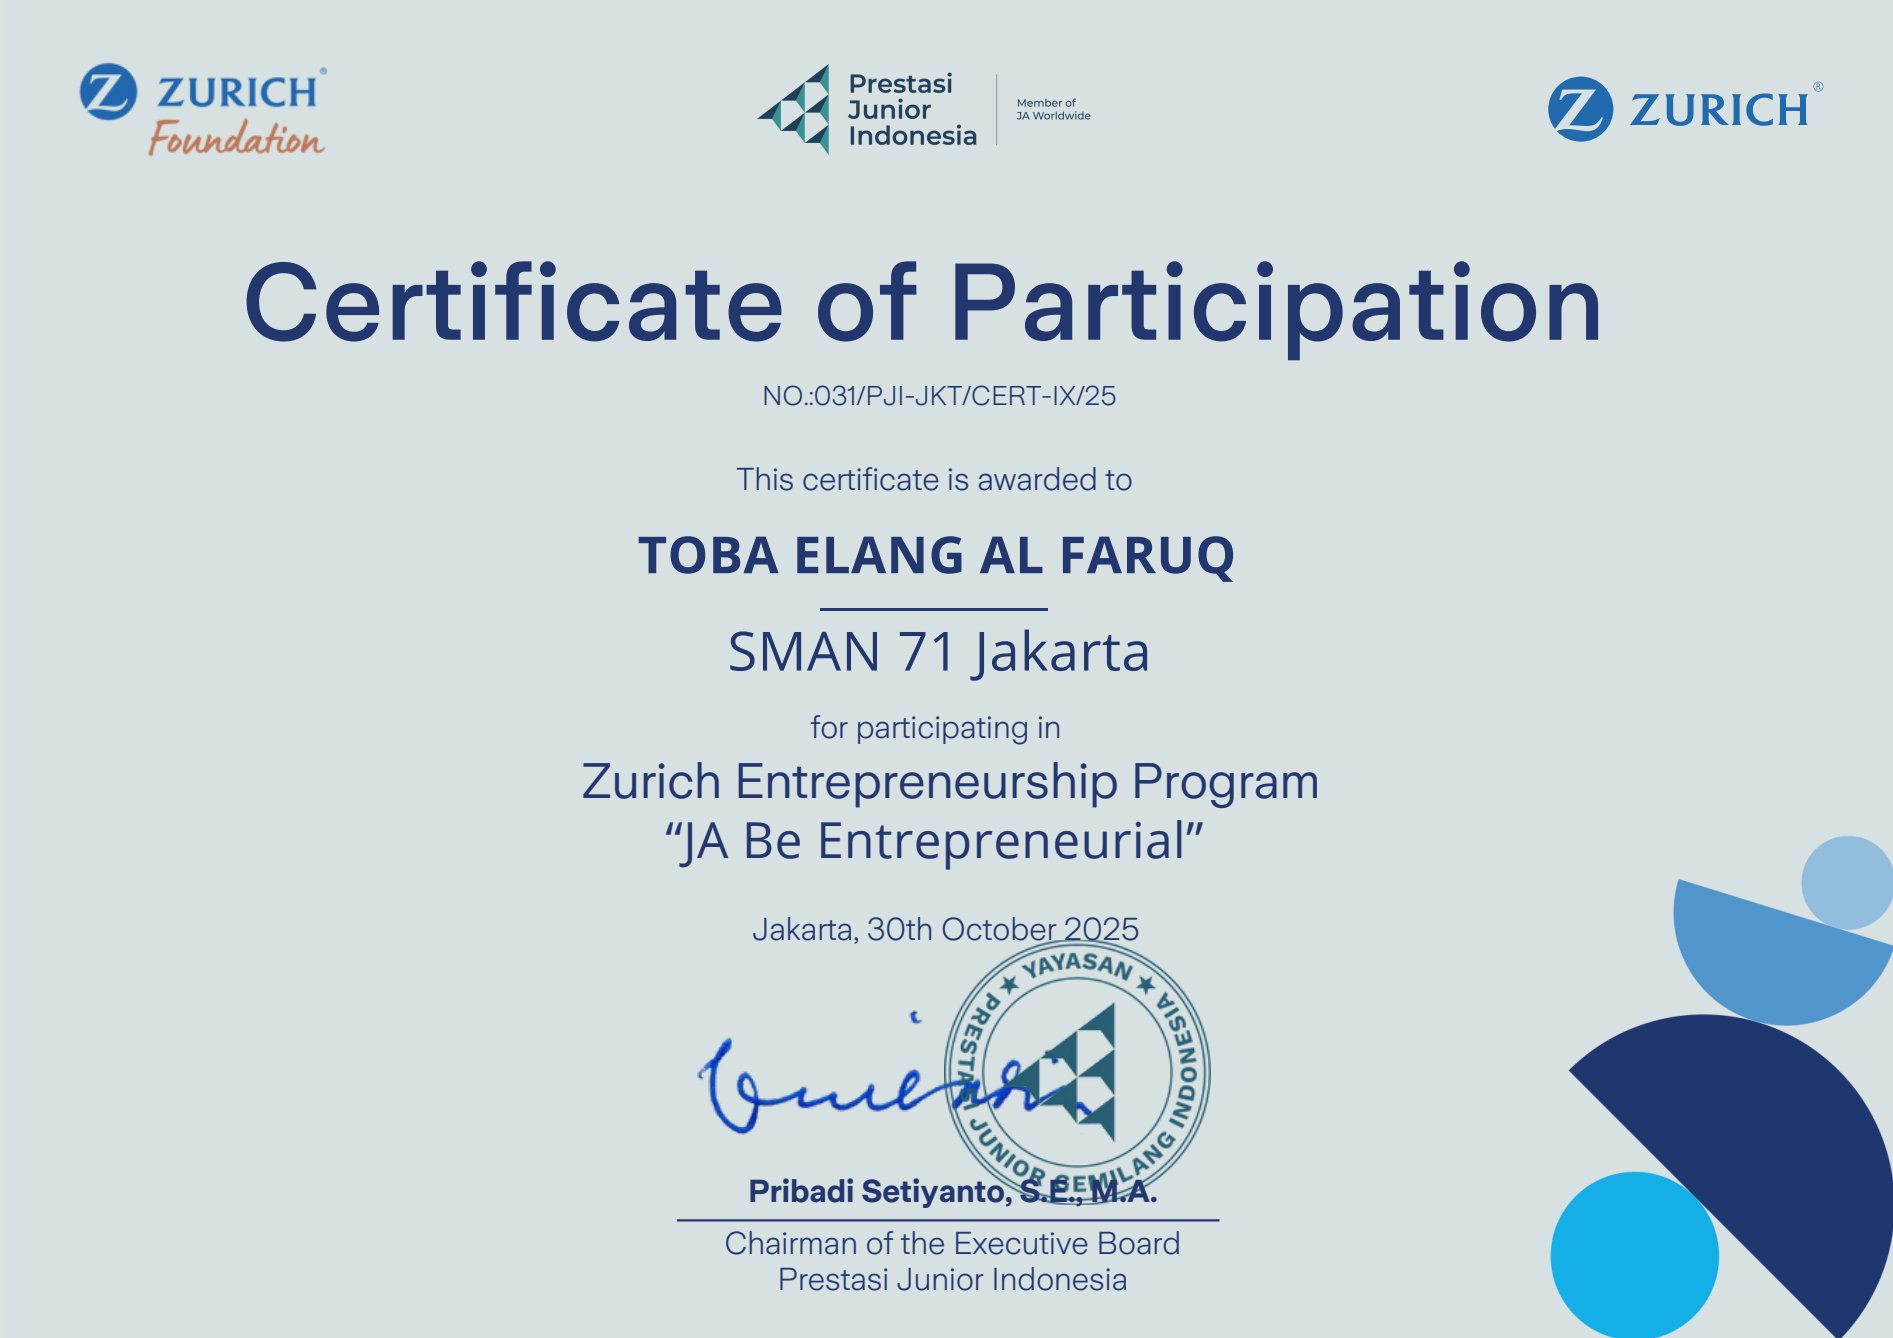 ZURICH®
Foundation
Prestasi
Junior
Indonesia
Member of
JA Worldwide
ZURICH®
Certificate of Participation
NO.:031/PJI-JKT/CERT-IX/25
This certificate is awarded to
TOBA ELANG AL FARUQ
SMAN 71 Jakarta
for participating in
Zurich Entrepreneurship Program
“JA Be Entrepreneurial”
Jakarta, 30th October 2025
★ YAYASAN ★
PRESTASI JUNIOR GEMILANG INDONESIA
Pribadi Setiyanto, S.E., M.A.
Chairman of the Executive Board
Prestasi Junior Indonesia